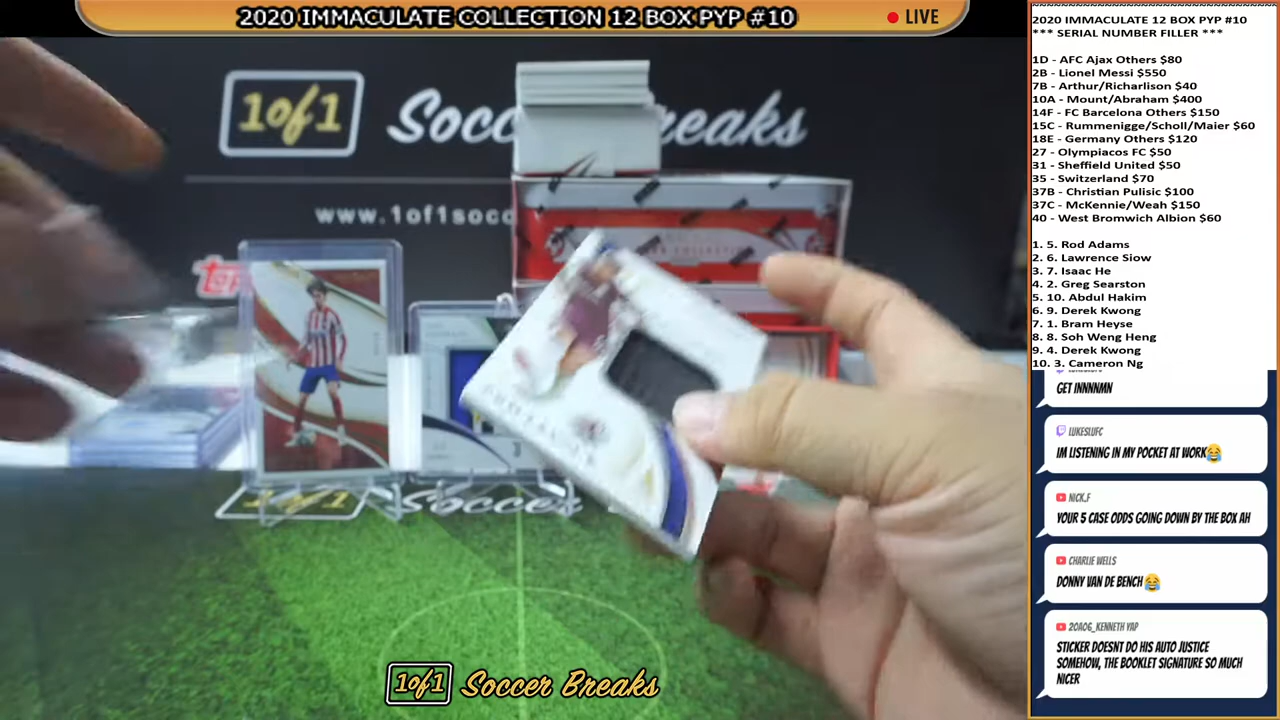 2020 IMMACULATE COLLECTION 12 BOX PYP #10
LIVE
1of1
Socc
Breaks
www.1of1socc
1of1 Soccer Breaks
2020 IMMACULATE 12 BOX PYP #10
*** SERIAL NUMBER FILLER ***
1D - AFC Ajax Others $80
2B - Lionel Messi $550
7B - Arthur/Richarlison $40
10A - Mount/Abraham $400
14F - FC Barcelona Others $150
15C - Rummenigge/Scholl/Maier $60
18E - Germany Others $120
27 - Olympiacos FC $50
31 - Sheffield United $50
35 - Switzerland $70
37B - Christian Pulisic $100
37C - McKennie/Weah $150
40 - West Bromwich Albion $60
1. 5. Rod Adams
2. 6. Lawrence Siow
3. 7. Isaac He
4. 2. Greg Searston
5. 10. Abdul Hakim
6. 9. Derek Kwong
7. 1. Bram Heyse
8. 8. Soh Weng Heng
9. 4. Derek Kwong
10. 3. Cameron Ng
GET INNNNMN
LUKESLUFC
IM LISTENING IN MY POCKET AT WORK😂
NICK.F
YOUR 5 CASE ODDS GOING DOWN BY THE BOX AH
CHARLIE WELLS
DONNY VAN DE BENCH😂
20A06_KENNETH YAP
STICKER DOESNT DO HIS AUTO JUSTICE
SOMEHOW, THE BOOKLET SIGNATURE SO MUCH
NICER